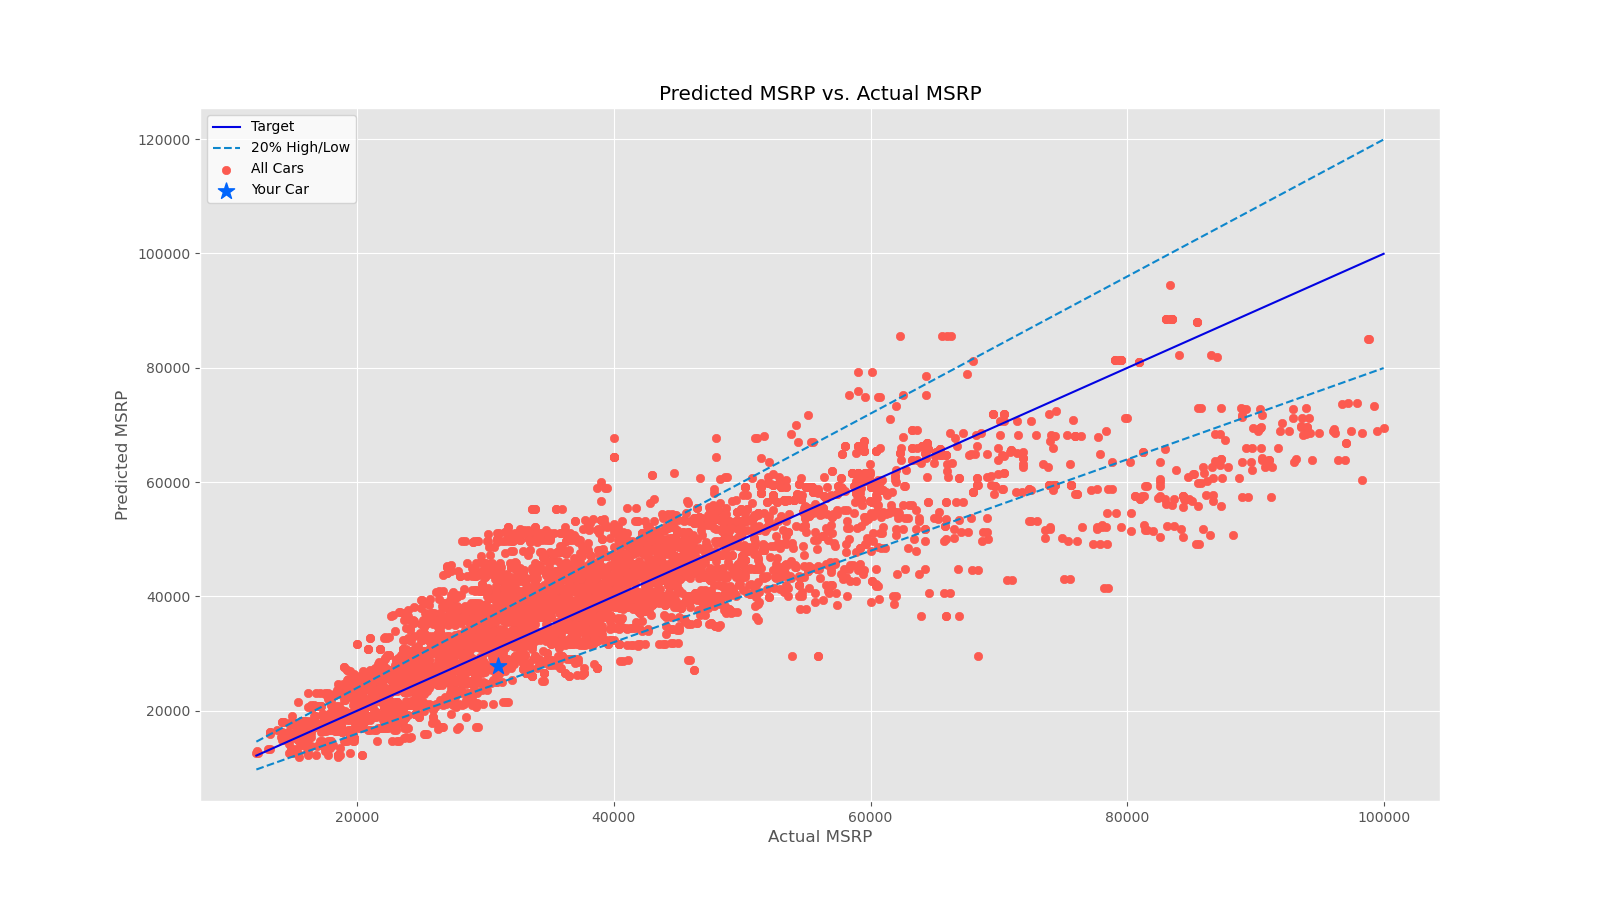 Predicted MSRP vs. Actual MSRP
Target
20% High/Low
All Cars
Your Car
120000
100000
80000
60000
40000
20000
Predicted MSRP
20000 40000 60000 80000 100000
Actual MSRP